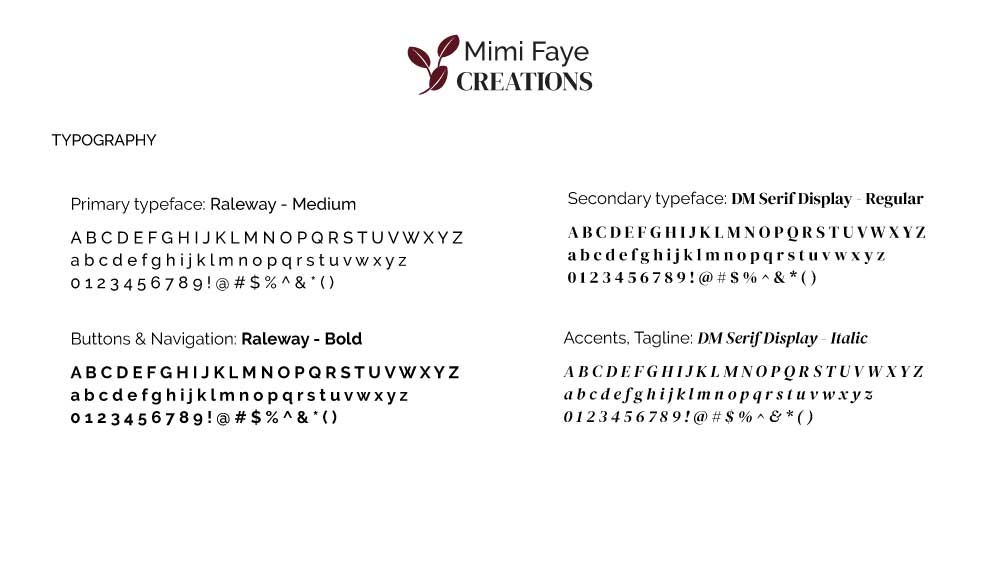 Mimi Faye
CREATIONS
TYPOGRAPHY
Primary typeface: Raleway - Medium
A B C D E F G H I J K L M N O P Q R S T U V W X Y Z
a b c d e f g h i j k l m n o p q r s t u v w x y z
0 1 2 3 4 5 6 7 8 9 ! @ # $ % ^ & * ( )
Secondary typeface: DM Serif Display - Regular
A B C D E F G H I J K L M N O P Q R S T U V W X Y Z
a b c d e f g h i j k l m n o p q r s t u v w x y z
0 1 2 3 4 5 6 7 8 9 ! @ # $ % ^ & * ( )
Buttons & Navigation: Raleway - Bold
A B C D E F G H I J K L M N O P Q R S T U V W X Y Z
a b c d e f g h i j k l m n o p q r s t u v w x y z
0 1 2 3 4 5 6 7 8 9 ! @ # $ % ^ & * ( )
Accents, Tagline: DM Serif Display - Italic
A B C D E F G H I J K L M N O P Q R S T U V W X Y Z
a b c d e f g h i j k l m n o p q r s t u v w x y z
0 1 2 3 4 5 6 7 8 9 ! @ # $ % ^ & * ( )